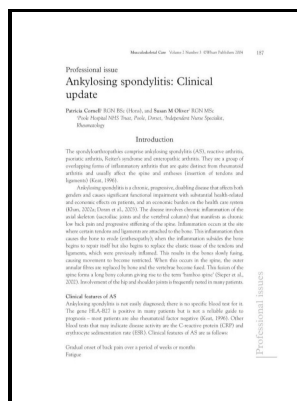 Musculoskeletal Care Volume 2 Number 3 ©Whurr Publishers 2004 187
Professional issue
Ankylosing spondylitis: Clinical
update
Patricia Cornell RGN BSc (Hons), and Susan M Oliver RGN MSc
Poole Hospital NHS Trust, Poole, Dorset, Independent Nurse Specialist,
Rheumatology
Introduction
The spondyloarthropathies comprise ankylosing spondylitis (AS), reactive arthritis,
psoriatic arthritis, Reiter's syndrome and enteropathic arthritis. They are a group of
overlapping forms of inflammatory arthritis that are quite distinct from rheumatoid
arthritis and usually affect the spine and entheses (insertion of tendons and
ligaments) (Keat, 1996).
Ankylosing spondylitis is a chronic, progressive, disabling disease that affects both
genders and causes significant functional impairment with substantial health-related
and economic effects on patients, and an economic burden on the health care system
(Khan, 2002a; Davis et al., 2003). The disease involves chronic inflammation of the
axial skeleton (sacroiliac joints and the vertebral column) that manifests as chronic
low back pain and progressive stiffening of the spine. Inflammation occurs at the site
where certain tendons and ligaments are attached to the bone. This inflammation then
causes the bone to erode (enthesopathy); when the inflammation subsides the bone
begins to repair itself but also begins to replace the elastic tissue of the tendons and
ligaments, which were previously inflamed. This results in the bones slowly fusing,
causing movement to become restricted. When this occurs in the spine, the outer
annular fibres are replaced by bone and the vertebrae become fused. This fusion of the
spine forms a long bony column giving rise to the term 'bamboo spine' (Sieper et al.,
2002). Involvement of the hip and shoulder joints is frequently noted in many patients.
Clinical features of AS
Ankylosing spondylitis is not easily diagnosed; there is no specific blood test for it.
The gene HLA-B27 is positive in many patients but is not a reliable guide to
prognosis – most patients are also rheumatoid factor negative (Keat, 1996). Other
blood tests that may indicate disease activity are the C-reactive protein (CRP) and
erythrocyte sedimentation rate (ESR). Clinical features of AS are as follows:
Gradual onset of back pain over a period of weeks or months
Fatigue
Professional issues